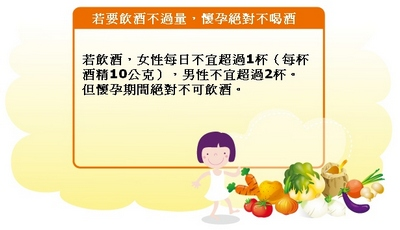 若要飲酒不過量，懷孕絕對不喝酒
若飲酒，女性每日不宜超過1杯（每杯
酒精10公克），男性不宜超過2杯。
但懷孕期間絕對不可飲酒。